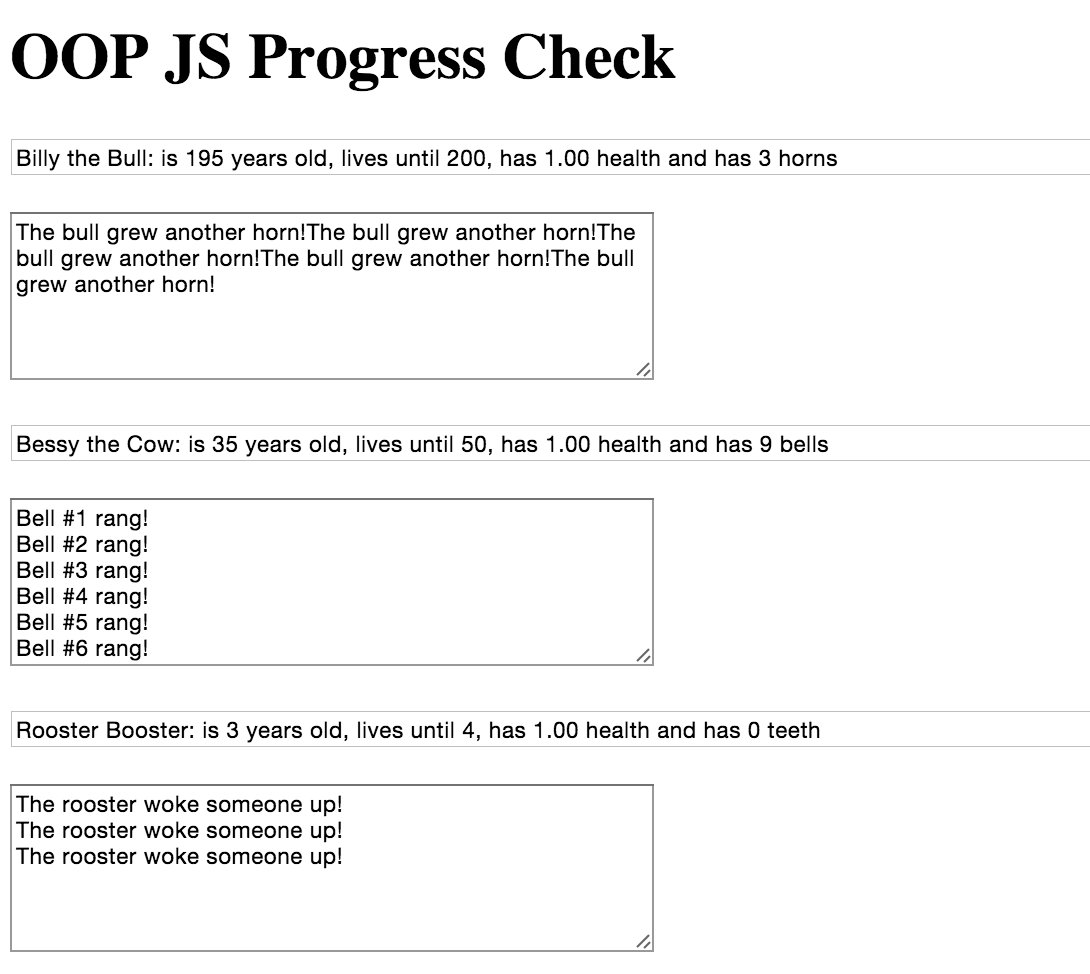 OOP JS Progress Check
Billy the Bull: is 195 years old, lives until 200, has 1.00 health and has 3 horns
The bull grew another horn!The bull grew another horn!The
bull grew another horn!The bull grew another horn!The bull
grew another horn!
Bessy the Cow: is 35 years old, lives until 50, has 1.00 health and has 9 bells
Bell #1 rang!
Bell #2 rang!
Bell #3 rang!
Bell #4 rang!
Bell #5 rang!
Bell #6 rang!
Rooster Booster: is 3 years old, lives until 4, has 1.00 health and has 0 teeth
The rooster woke someone up!
The rooster woke someone up!
The rooster woke someone up!